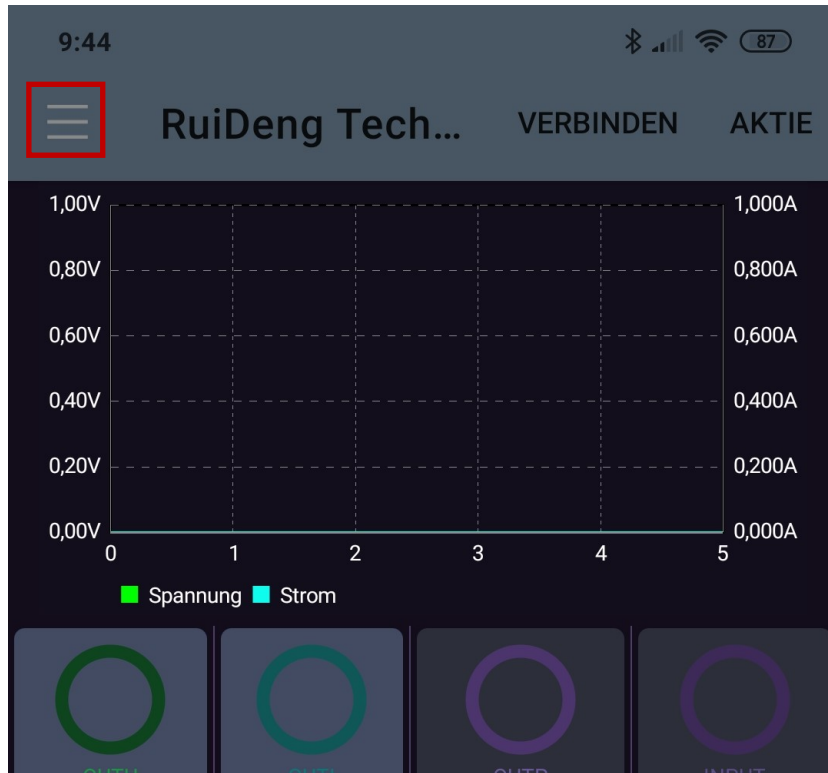 9:44 87
RuiDeng Tech... VERBINDEN AKTIE
1,00V 1,000A
0,80V 0,800A
0,60V 0,600A
0,40V 0,400A
0,20V 0,200A
0,00V 0,000A
0 1 2 3 4 5
Spannung Strom